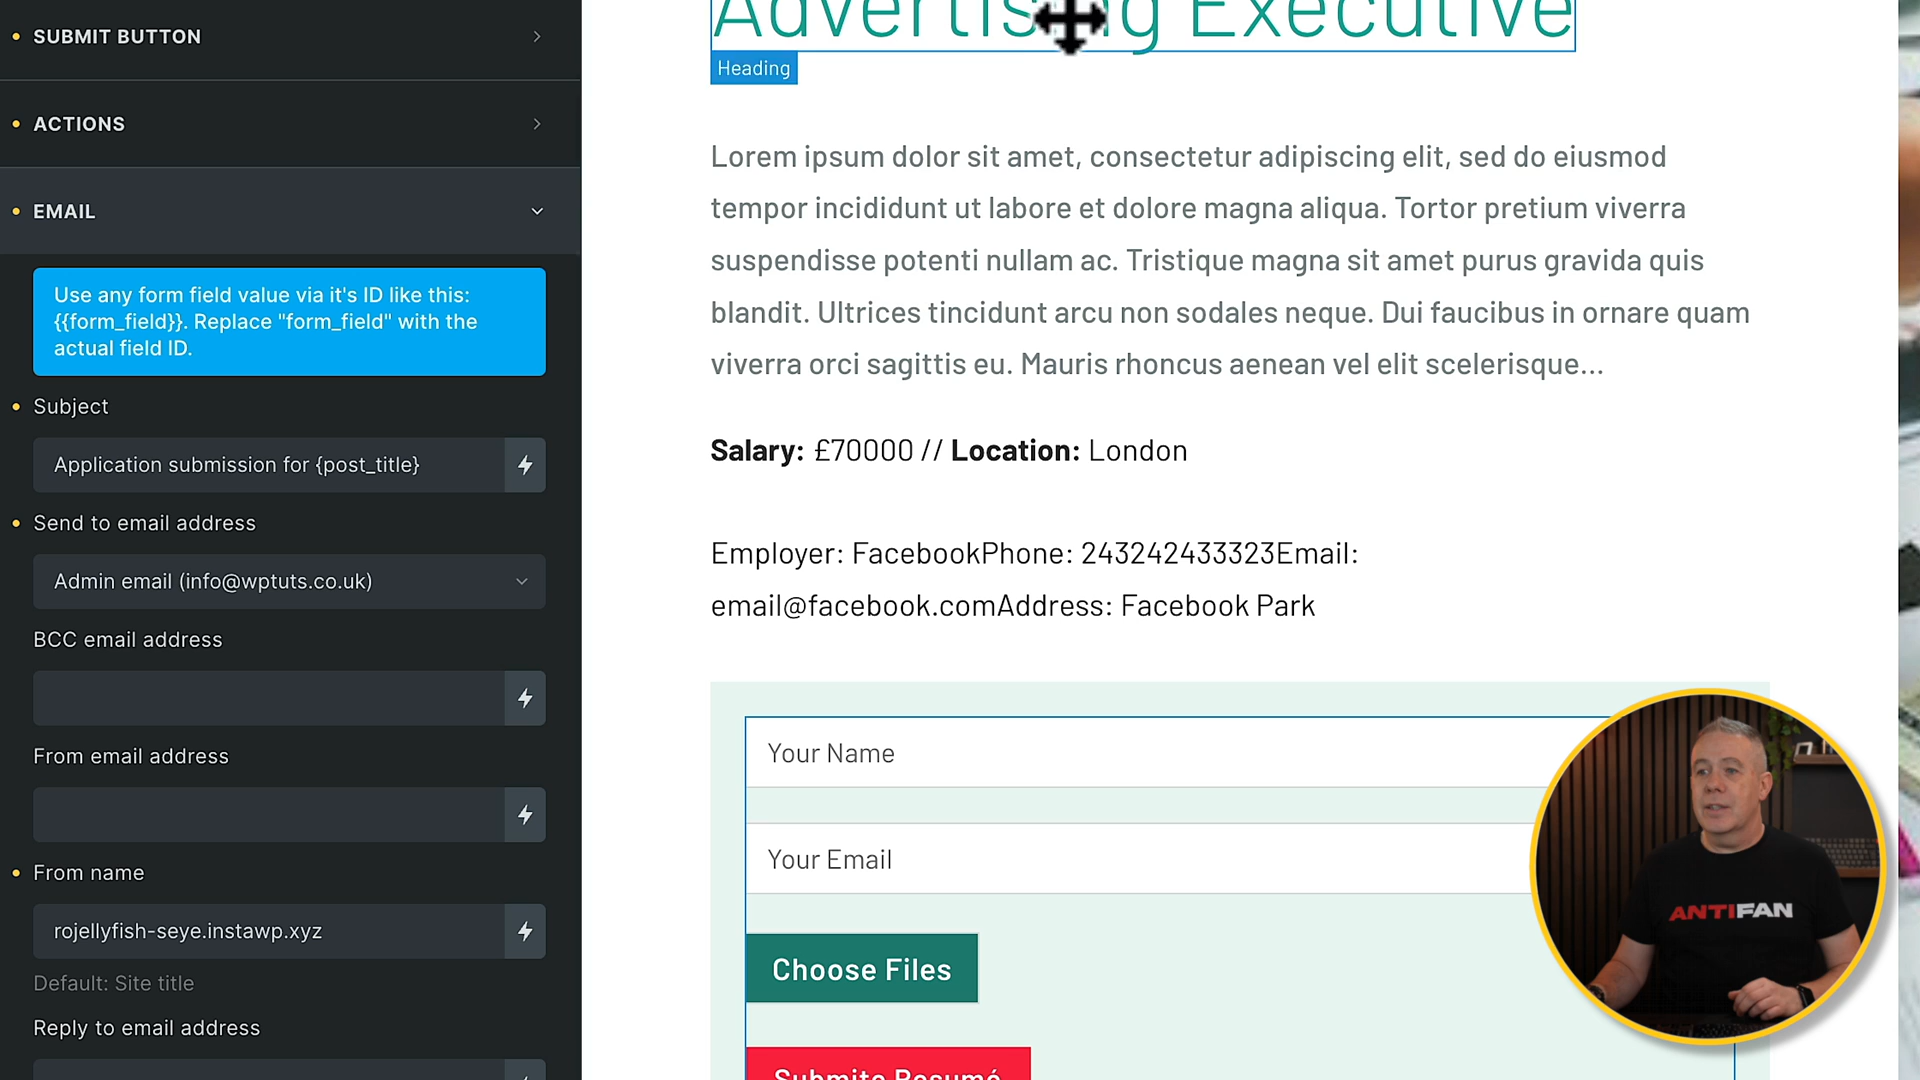 SUBMIT BUTTON
ACTIONS
EMAIL
Use any form field value via it's ID like this:
{{form_field}}. Replace "form_field" with the
actual field ID.
Subject
Application submission for {post_title}
Send to email address
Admin email (info@wptuts.co.uk)
BCC email address
From email address
From name
rojellyfish-seye.instawp.xyz
Default: Site title
Reply to email address
Advertising Executive
Heading
Lorem ipsum dolor sit amet, consectetur adipiscing elit, sed do eiusmod
tempor incididunt ut labore et dolore magna aliqua. Tortor pretium viverra
suspendisse potenti nullam ac. Tristique magna sit amet purus gravida quis
blandit. Ultrices tincidunt arcu non sodales neque. Dui faucibus in ornare quam
viverra orci sagittis eu. Mauris rhoncus aenean vel elit scelerisque...
Salary: £70000 // Location: London
Employer: FacebookPhone: 243242433323Email:
email@facebook.comAddress: Facebook Park
Your Name
Your Email
Choose Files
Submite Resumé
ANTIFAN